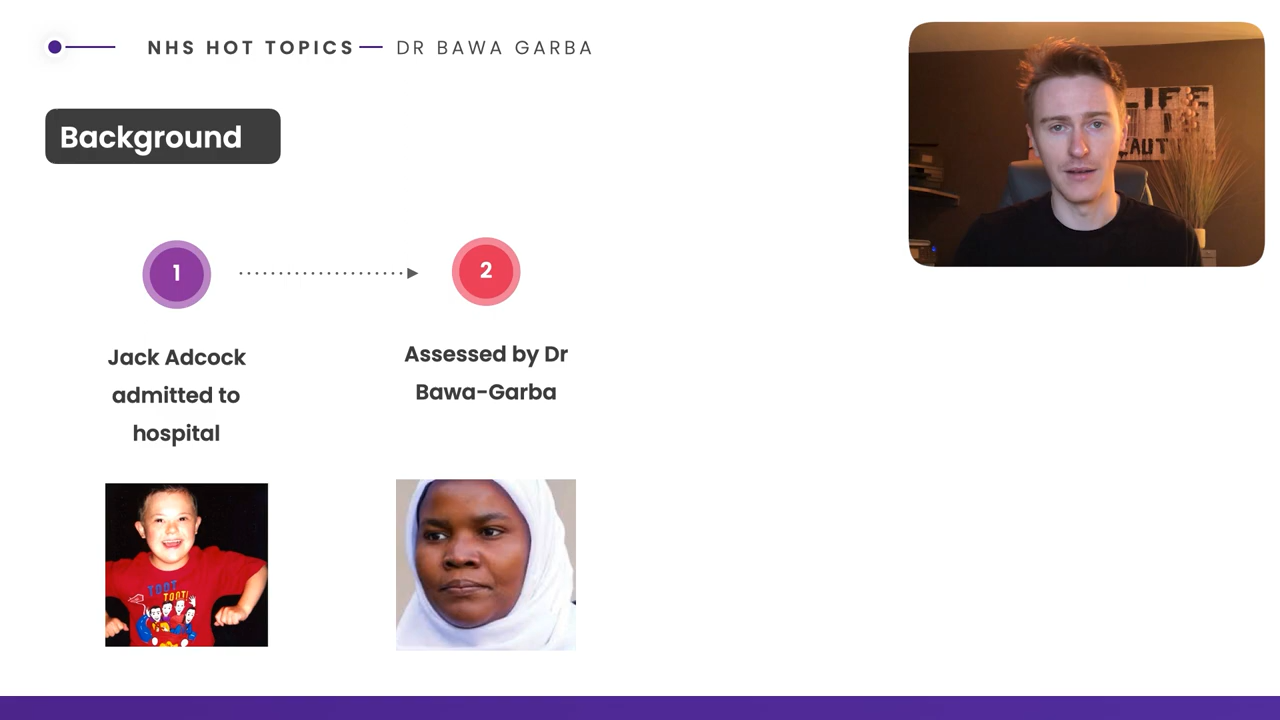 NHS HOT TOPICS — DR BAWA GARBA
Background
1
2
Jack Adcock
admitted to
hospital
Assessed by Dr
Bawa-Garba
LIFE
TOOT
TOOT!